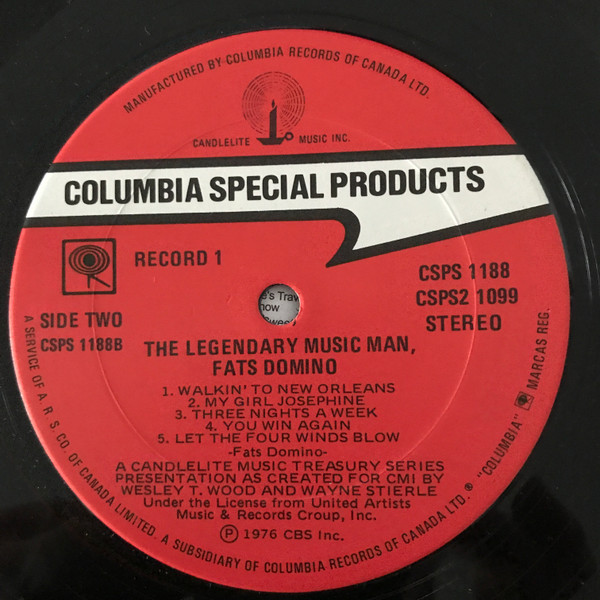 MANUFACTURED BY COLUMBIA RECORDS OF CANADA LTD.
CANDLELITE MUSIC INC.
COLUMBIA SPECIAL PRODUCTS
RECORD 1
CSPS 1188
CSPS2 1099
STEREO
SIDE TWO
CSPS 1188B
THE LEGENDARY MUSIC MAN,
FATS DOMINO
1. WALKIN' TO NEW ORLEANS
2. MY GIRL JOSEPHINE
3. THREE NIGHTS A WEEK
4. YOU WIN AGAIN
5. LET THE FOUR WINDS BLOW
-Fats Domino-
A CANDLELITE MUSIC TREASURY SERIES
PRESENTATION AS CREATED FOR CMI BY
WESLEY T. WOOD AND WAYNE STIERLE
Under the License from United Artists
Music & Records Group, Inc.
℗ 1976 CBS Inc.
A SERVICE OF A R S CO. OF CANADA LIMITED. A SUBSIDIARY OF COLUMBIA RECORDS OF CANADA LTD. ® "COLUMBIA" MARCAS REG.